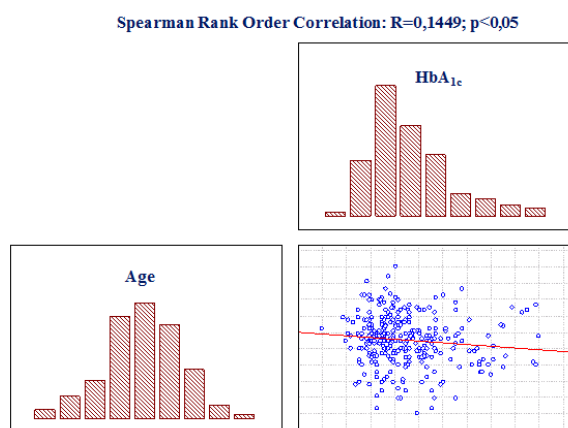 Spearman Rank Order Correlation: R=0,1449; p<0,05
HbA₁c
Age